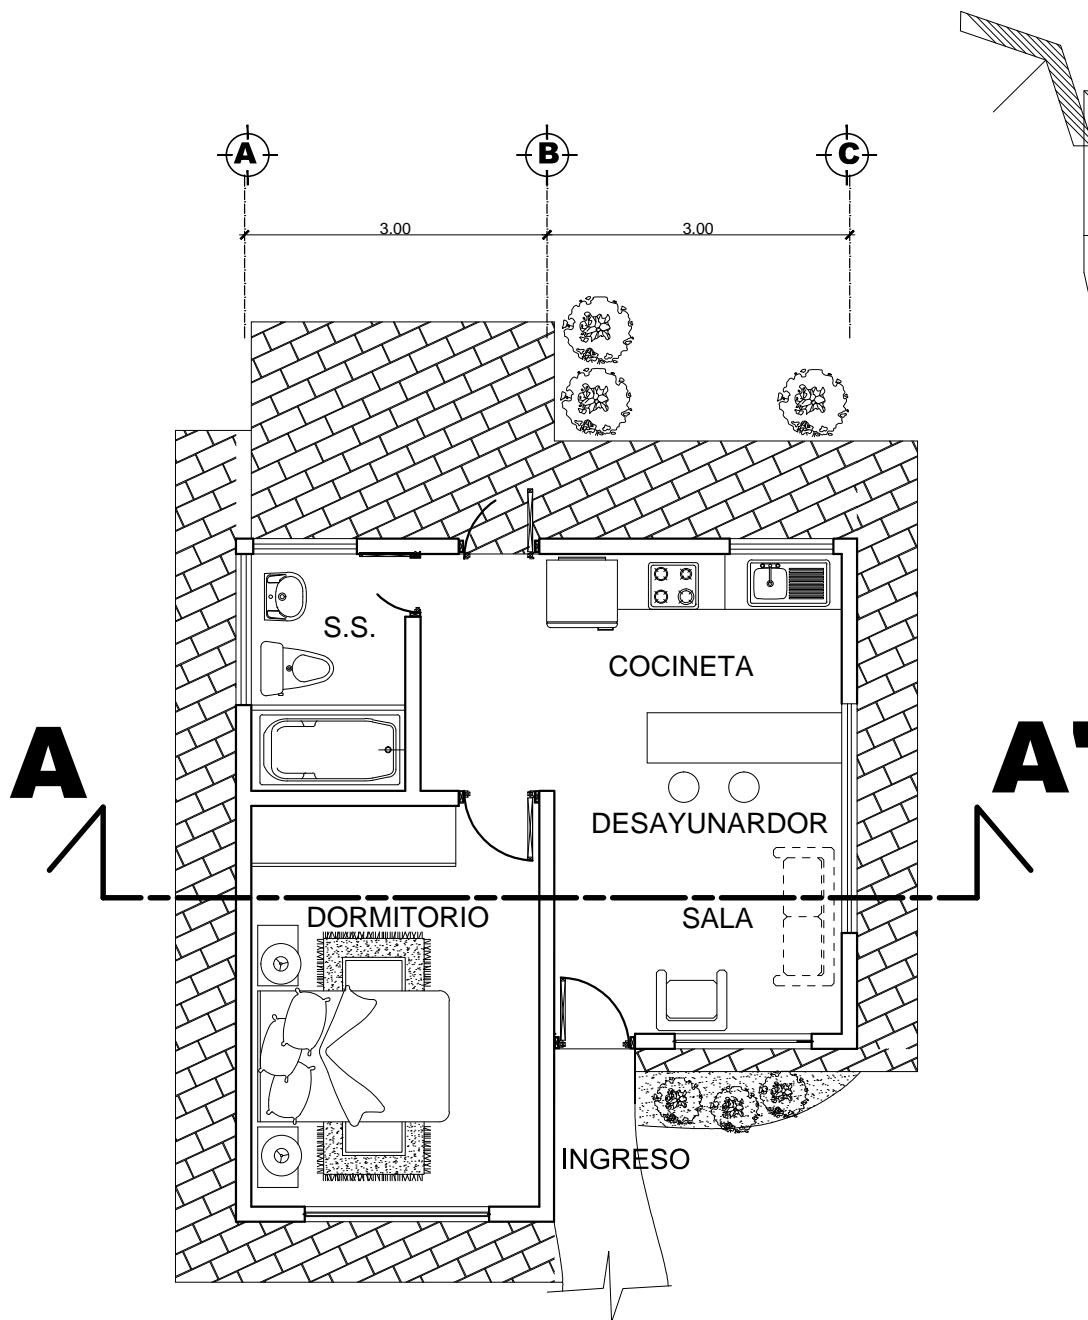 A B C
3.00 3.00
S.S.
COCINETA
A A'
DESAYUNARDOR
DORMITORIO SALA
INGRESO